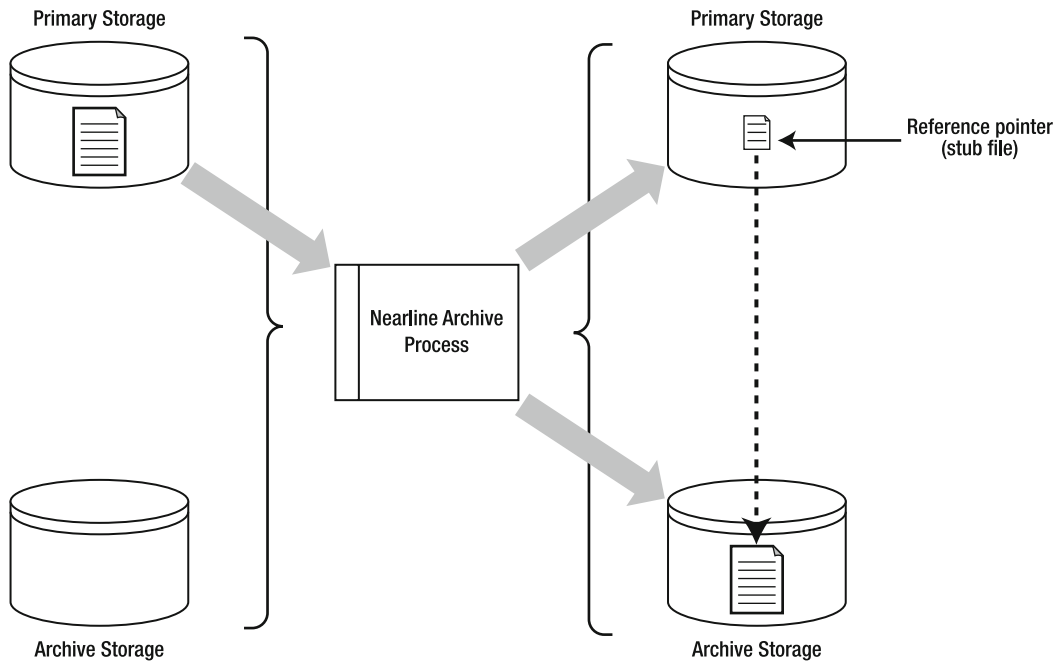 Primary Storage
Primary Storage
Reference pointer
(stub file)
Nearline Archive
Process
Archive Storage
Archive Storage